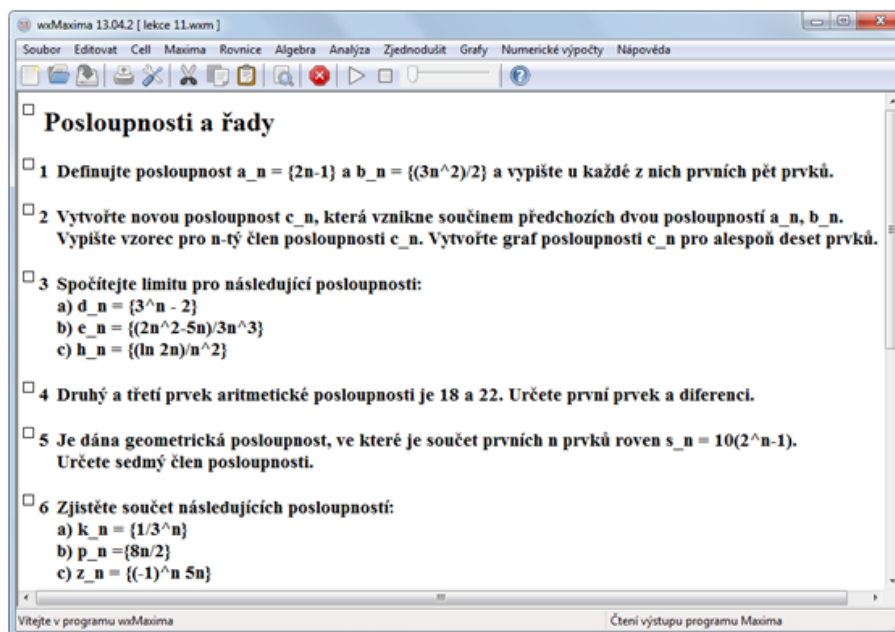 wxMaxima 13.04.2 [ lekce 11.wxm ]
Soubor Editovat Cell Maxima Rovnice Algebra Analýza Zjednodušit Grafy Numerické výpočty Nápověda
Posloupnosti a řady
1 Definujte posloupnost a_n = {2n-1} a b_n = {(3n^2)/2} a vypište u každé z nich prvních pět prvků.
2 Vytvořte novou posloupnost c_n, která vznikne součinem předchozích dvou posloupností a_n, b_n.
Vypište vzorec pro n-tý člen posloupnosti c_n. Vytvořte graf posloupnosti c_n pro alespoň deset prvků.
3 Spočítejte limitu pro následující posloupnosti:
a) d_n = {3^n - 2}
b) e_n = {(2n^2-5n)/3n^3}
c) h_n = {(ln 2n)/n^2}
4 Druhý a třetí prvek aritmetické posloupnosti je 18 a 22. Určete první prvek a diferenci.
5 Je dána geometrická posloupnost, ve které je součet prvních n prvků roven s_n = 10(2^n-1).
Určete sedmý člen posloupnosti.
6 Zjistěte součet následujících posloupností:
a) k_n = {1/3^n}
b) p_n ={8n/2}
c) z_n = {(-1)^n 5n}
Vítejte v programu wxMaxima Čtení výstupu programu Maxima